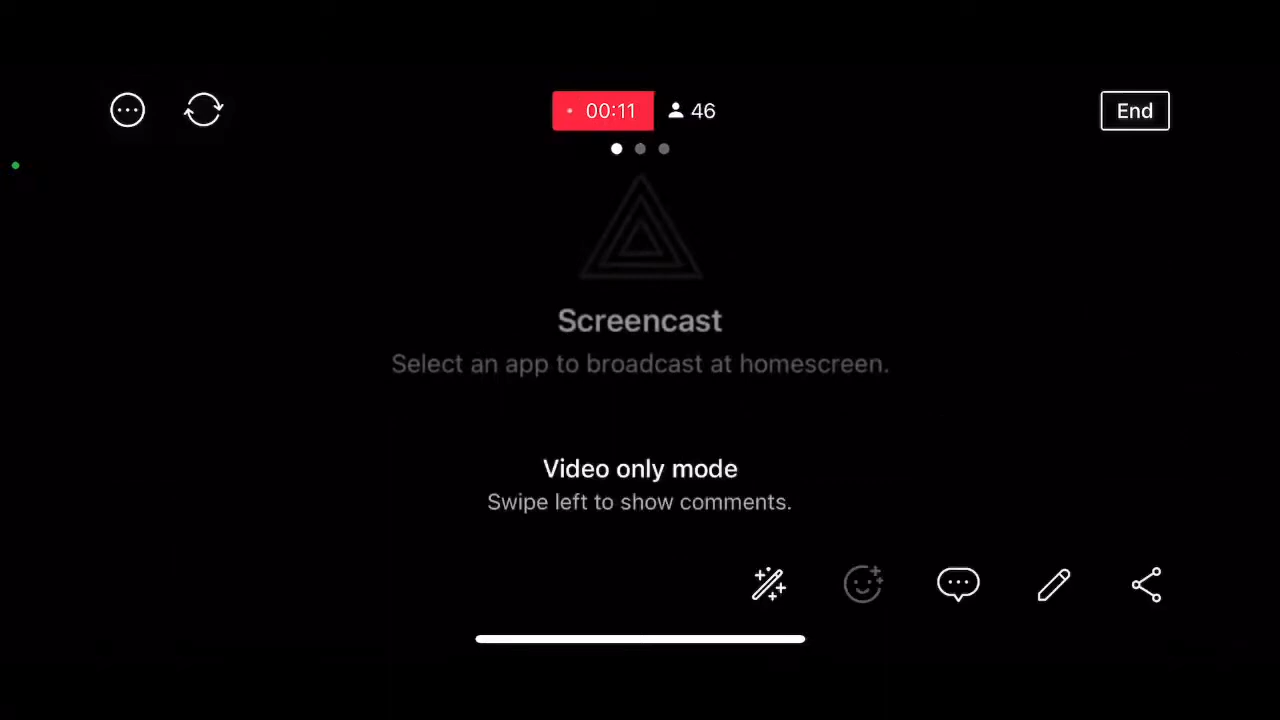 00:11 46
End
Screencast
Select an app to broadcast at homescreen.
Video only mode
Swipe left to show comments.